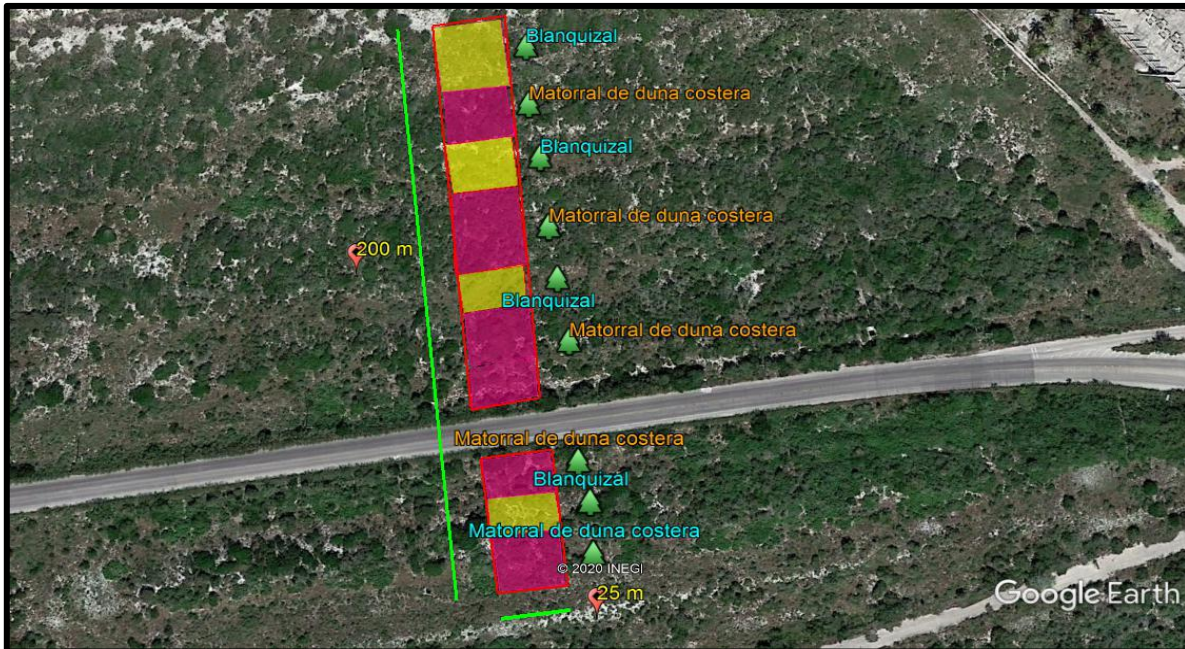 Blanquizal
Matorral de duna costera
Blanquizal
Matorral de duna costera
200 m
Blanquizal
Matorral de duna costera
Matorral de duna costera
Blanquizal
Matorral de duna costera
© 2020 INEGI
25 m
Google Earth